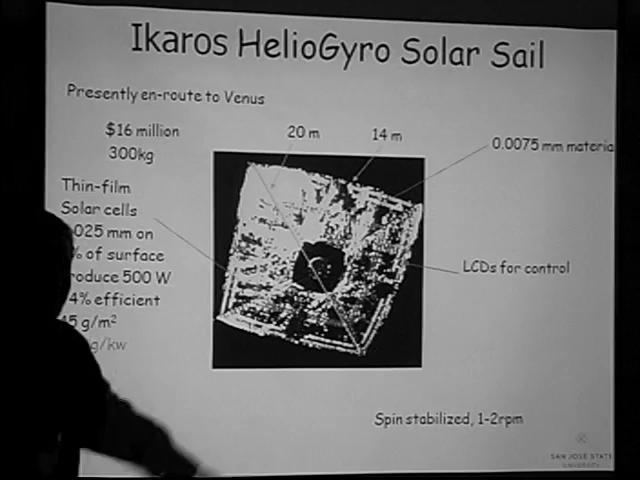 Ikaros HelioGyro Solar Sail
Presently en-route to Venus
$16 million
300kg
20 m
14 m
0.0075 mm materia
Thin-film
Solar cells
025 mm on
% of surface
roduce 500 W
4% efficient
5 g/m²
g/kw
LCDs for control
Spin stabilized, 1-2rpm
SAN JOSE STATE
UNIVERSITY